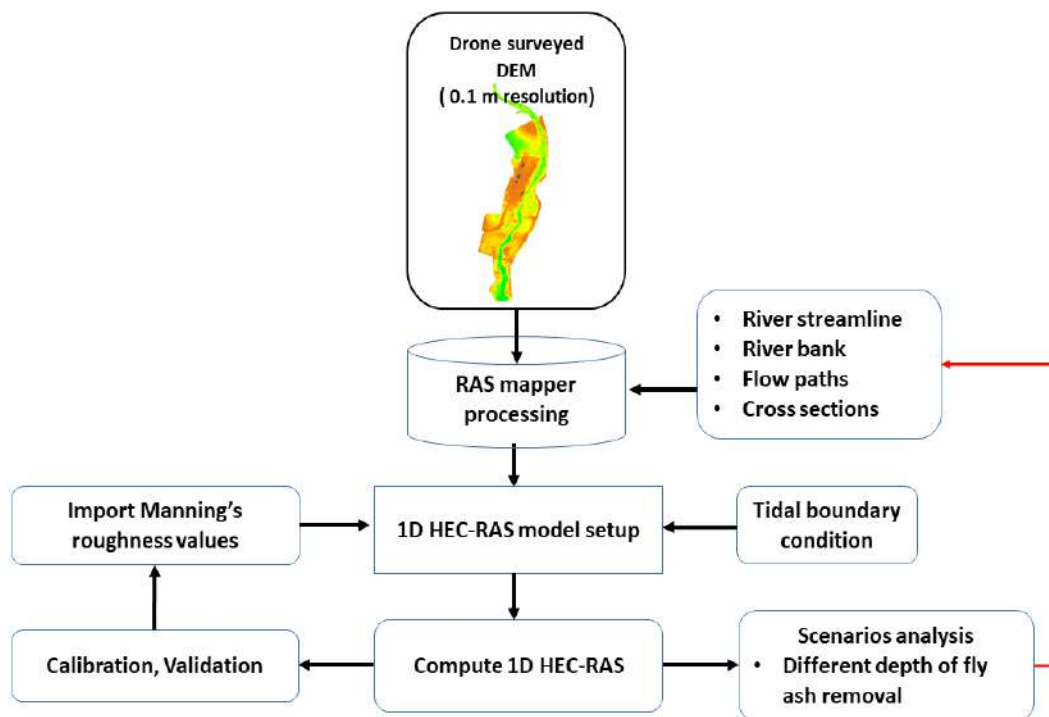 Drone surveyed
DEM
( 0.1 m resolution)
• River streamline
• River bank
• Flow paths
• Cross sections
RAS mapper
processing
Import Manning's
roughness values
1D HEC-RAS model setup
Tidal boundary
condition
Calibration, Validation
Compute 1D HEC-RAS
Scenarios analysis
• Different depth of fly
ash removal